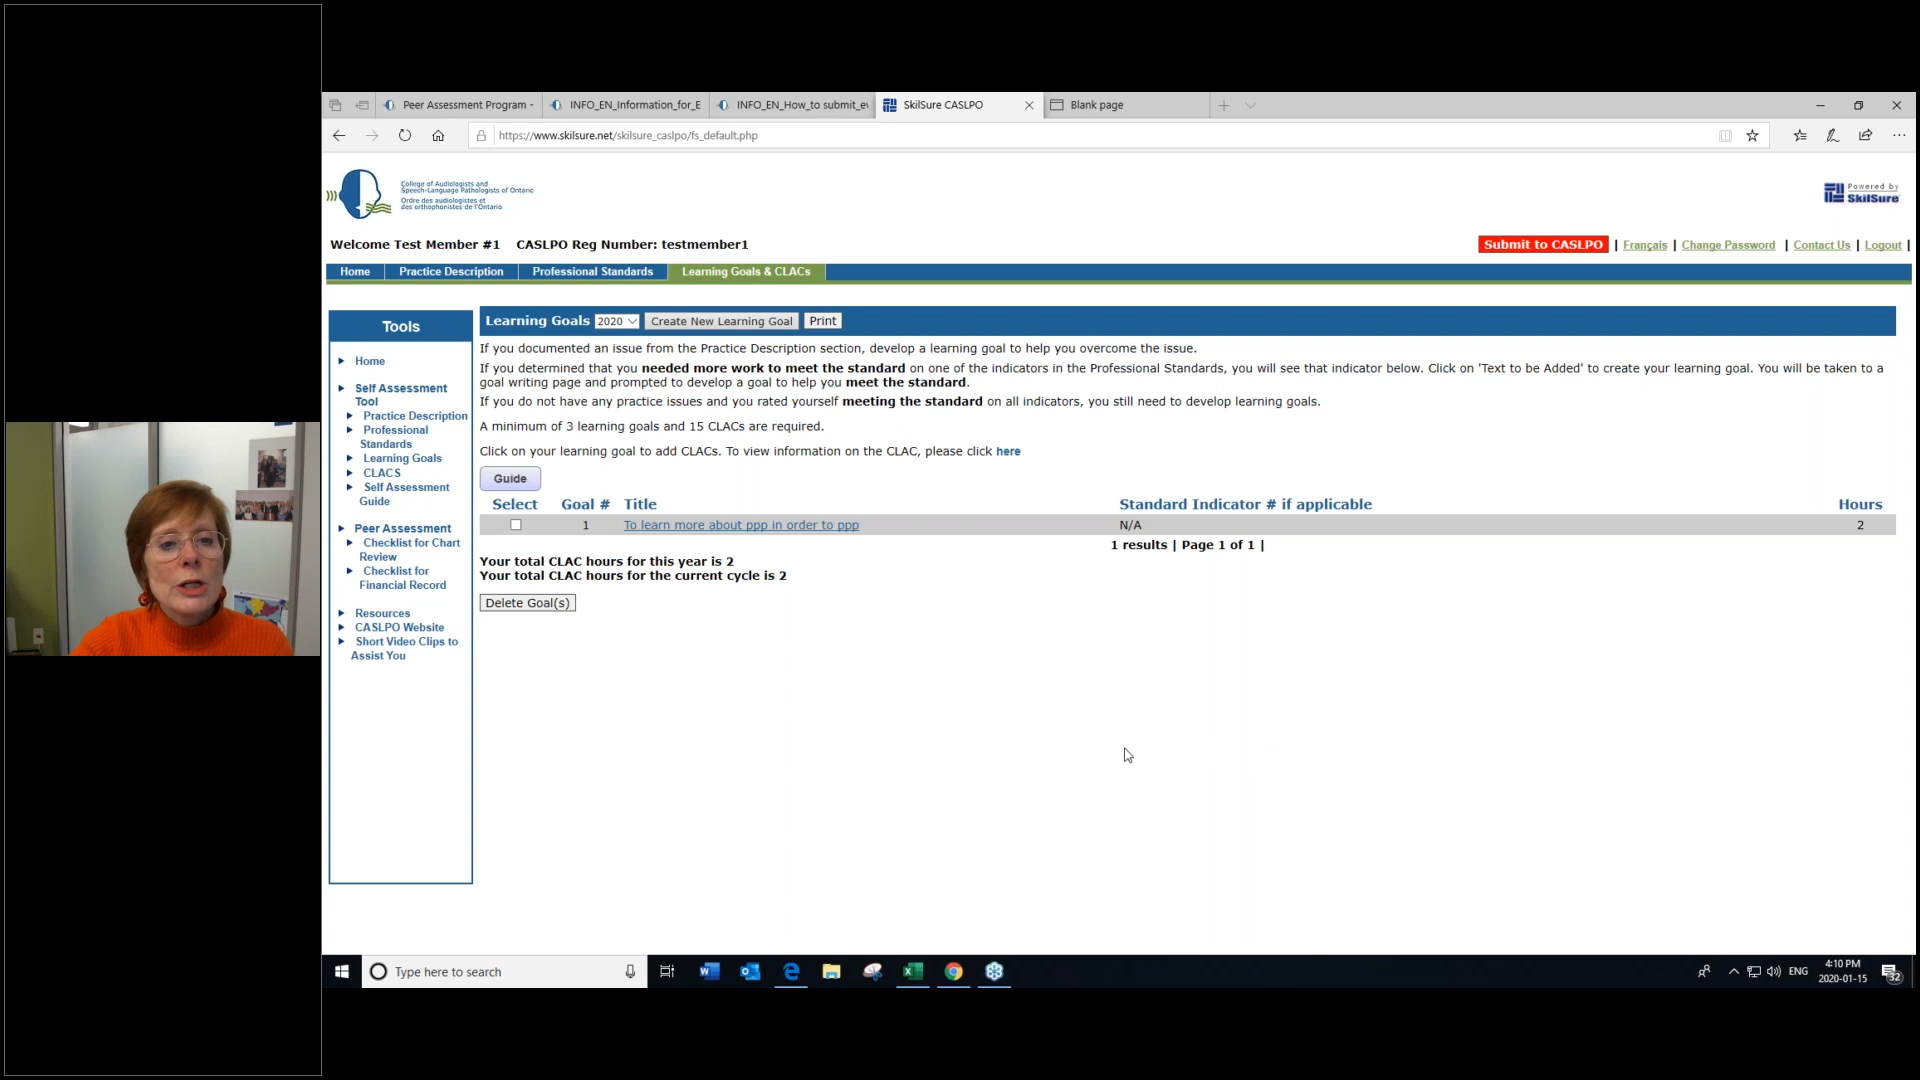 Peer Assessment Program -
INFO_EN_Information_for_E
INFO_EN_How_to submit_ev
SkilSure CASLPO
Blank page
https://www.skilsure.net/skilsure_caslpo/fs_default.php
College of Audiologists and
Speech-Language Pathologists of Ontario
Ordre des audiologistes et
des orthophonistes de l'Ontario
Powered by
SkilSure
Welcome Test Member #1 CASLPO Reg Number: testmember1
Submit to CASLPO | Français | Change Password | Contact Us | Logout |
Home Practice Description Professional Standards Learning Goals & CLACs
Tools
Home
Self Assessment
Tool
Practice Description
Professional
Standards
Learning Goals
CLACS
Self Assessment
Guide
Peer Assessment
Checklist for Chart
Review
Checklist for
Financial Record
Resources
CASLPO Website
Short Video Clips to
Assist You
Learning Goals 2020 Create New Learning Goal Print
If you documented an issue from the Practice Description section, develop a learning goal to help you overcome the issue.
If you determined that you needed more work to meet the standard on one of the indicators in the Professional Standards, you will see that indicator below. Click on 'Text to be Added' to create your learning goal. You will be taken to a
goal writing page and prompted to develop a goal to help you meet the standard.
If you do not have any practice issues and you rated yourself meeting the standard on all indicators, you still need to develop learning goals.
A minimum of 3 learning goals and 15 CLACs are required.
Click on your learning goal to add CLACs. To view information on the CLAC, please click here
Guide
Select Goal # Title Standard Indicator # if applicable Hours
1 To learn more about ppp in order to ppp N/A 2
1 results | Page 1 of 1 |
Your total CLAC hours for this year is 2
Your total CLAC hours for the current cycle is 2
Delete Goal(s)
Type here to search
ENG
4:10 PM
2020-01-15
32